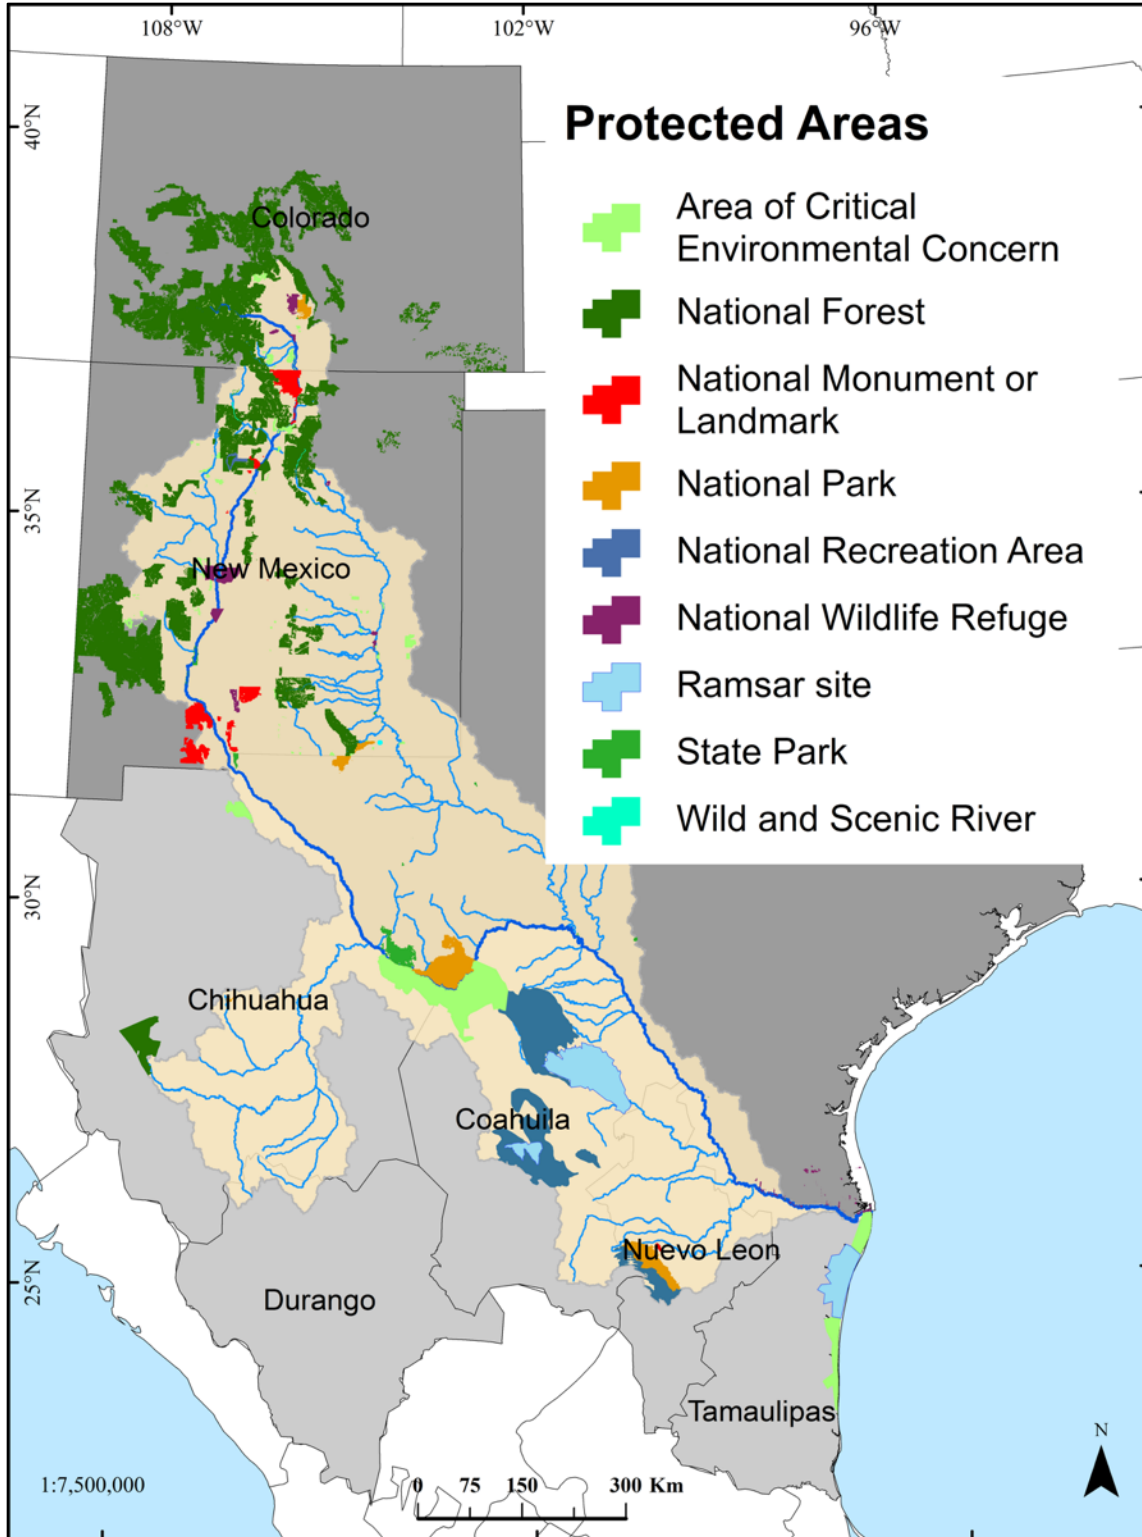 108°W
102°W
96°W
40°N
35°N
30°N
25°N
Protected Areas
Area of Critical
Environmental Concern
National Forest
National Monument or
Landmark
National Park
National Recreation Area
National Wildlife Refuge
Ramsar site
State Park
Wild and Scenic River
Colorado
New Mexico
Chihuahua
Coahuila
Nuevo Leon
Durango
Tamaulipas
1:7,500,000
0 75 150 300 Km
N